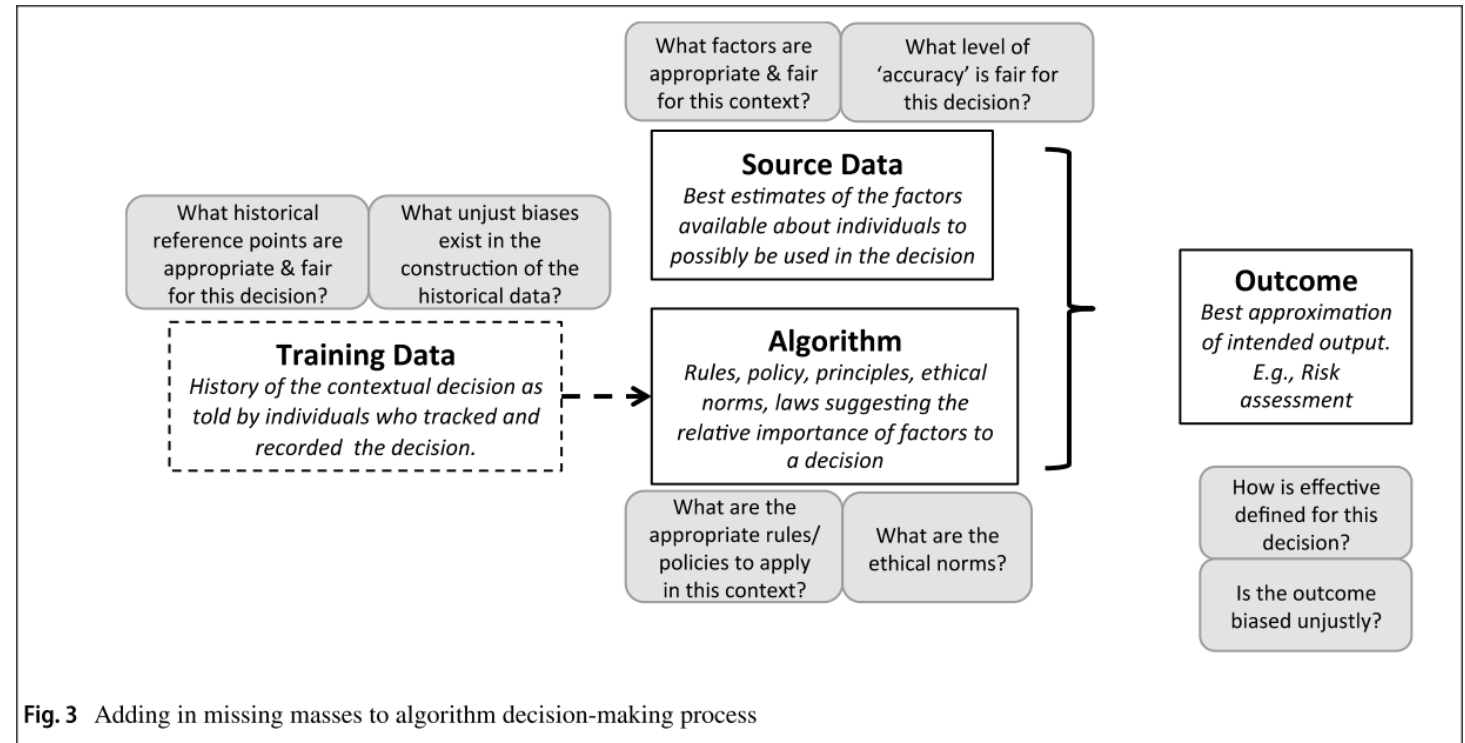 What factors are
appropriate & fair
for this context?
What level of
‘accuracy’ is fair for
this decision?
Source Data
Best estimates of the factors
available about individuals to
possibly be used in the decision
What historical
reference points are
appropriate & fair
for this decision?
What unjust biases
exist in the
construction of the
historical data?
Training Data
History of the contextual decision as
told by individuals who tracked and
recorded the decision.
Algorithm
Rules, policy, principles, ethical
norms, laws suggesting the
relative importance of factors to
a decision
What are the
appropriate rules/
policies to apply
in this context?
What are the
ethical norms?
Outcome
Best approximation
of intended output.
E.g., Risk
assessment
How is effective
defined for this
decision?
Is the outcome
biased unjustly?
Fig. 3 Adding in missing masses to algorithm decision-making process